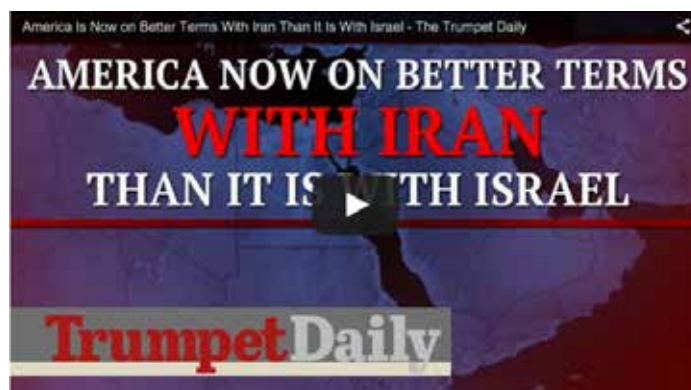 America Is Now on Better Terms With Iran Than It Is With Israel - The Trumpet Daily
AMERICA NOW ON BETTER TERMS
WITH IRAN
THAN IT IS WITH ISRAEL
TrumpetDaily